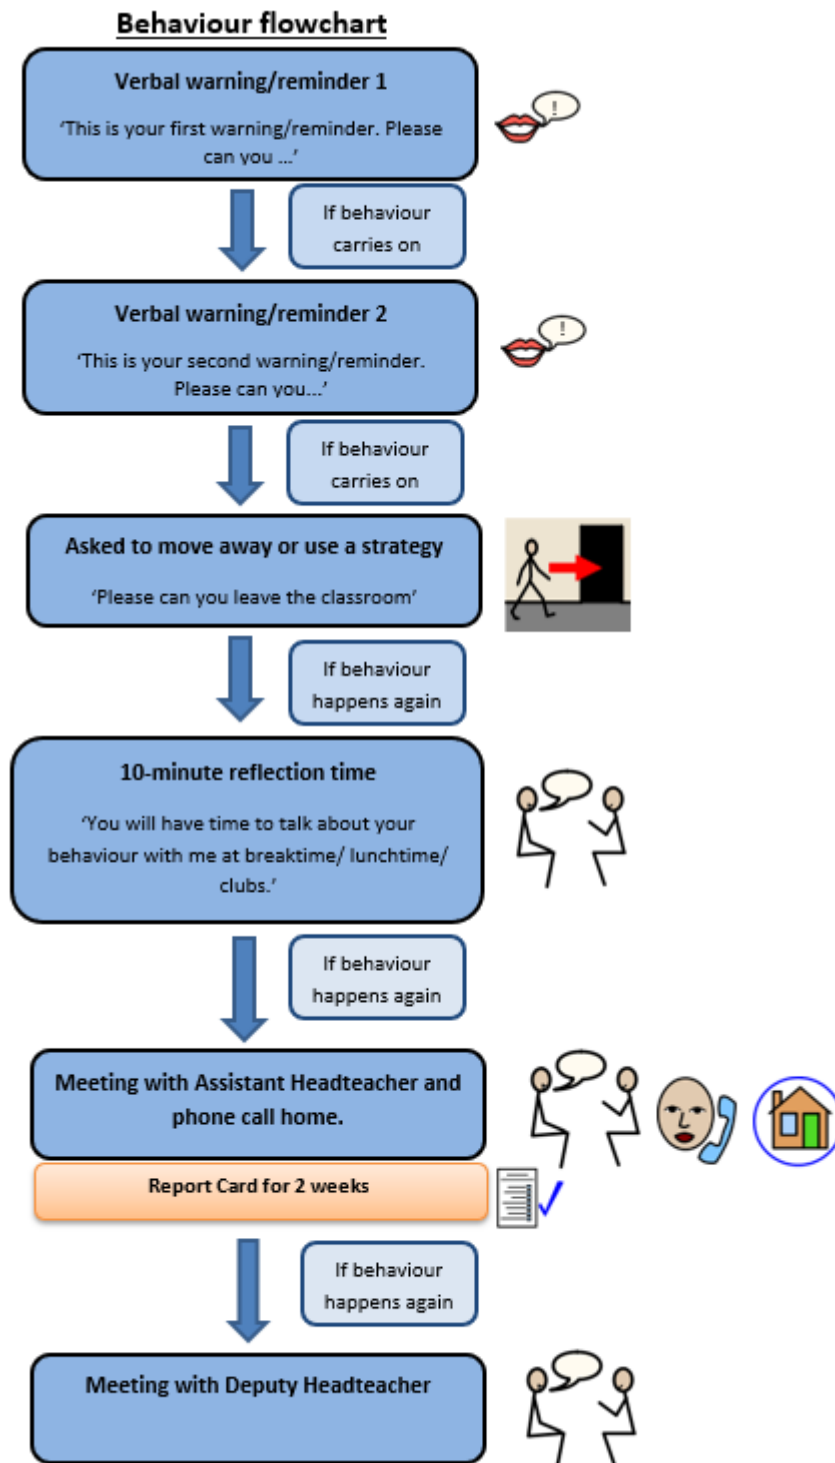 Behaviour flowchart
Verbal warning/reminder 1
‘This is your first warning/reminder. Please
can you …’
!
If behaviour
carries on
Verbal warning/reminder 2
‘This is your second warning/reminder.
Please can you…’
!
If behaviour
carries on
Asked to move away or use a strategy
‘Please can you leave the classroom’
If behaviour
happens again
10-minute reflection time
‘You will have time to talk about your
behaviour with me at breaktime/ lunchtime/
clubs.’
If behaviour
happens again
Meeting with Assistant Headteacher and
phone call home.
Report Card for 2 weeks
If behaviour
happens again
Meeting with Deputy Headteacher